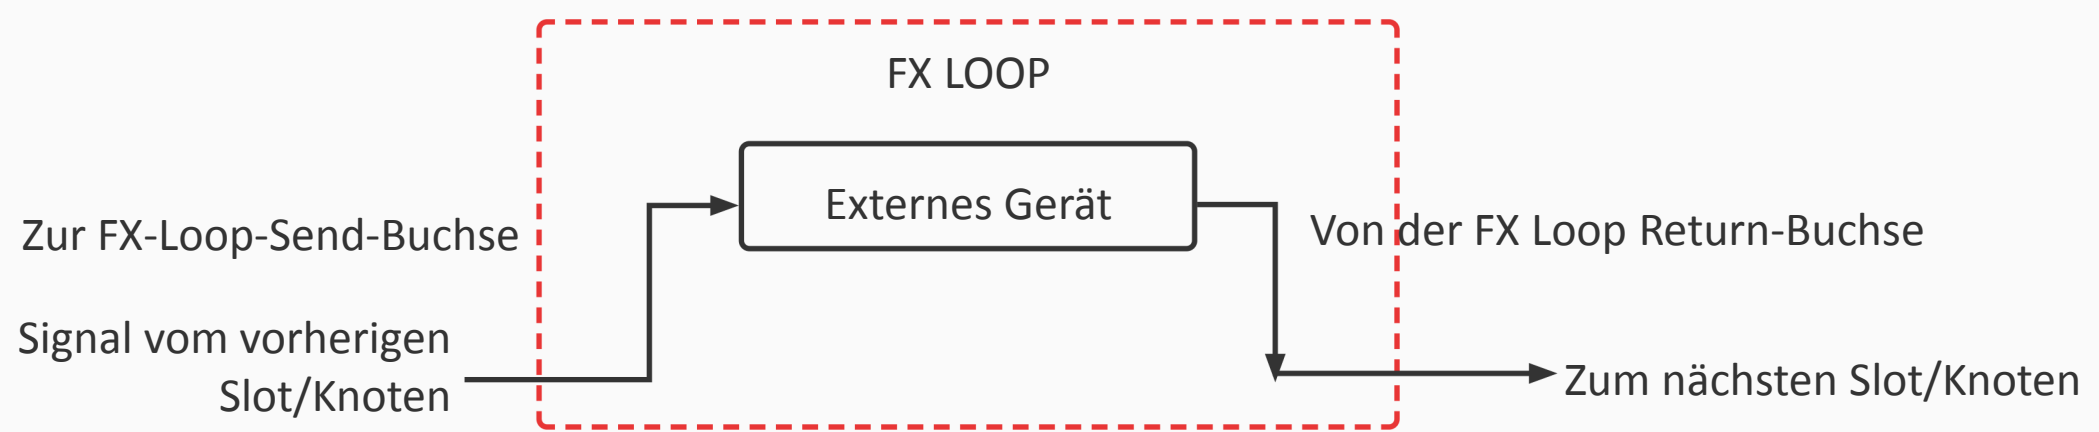 FX LOOP
Externes Gerät
Zur FX-Loop-Send-Buchse
Von der FX Loop Return-Buchse
Signal vom vorherigen
Slot/Knoten
Zum nächsten Slot/Knoten